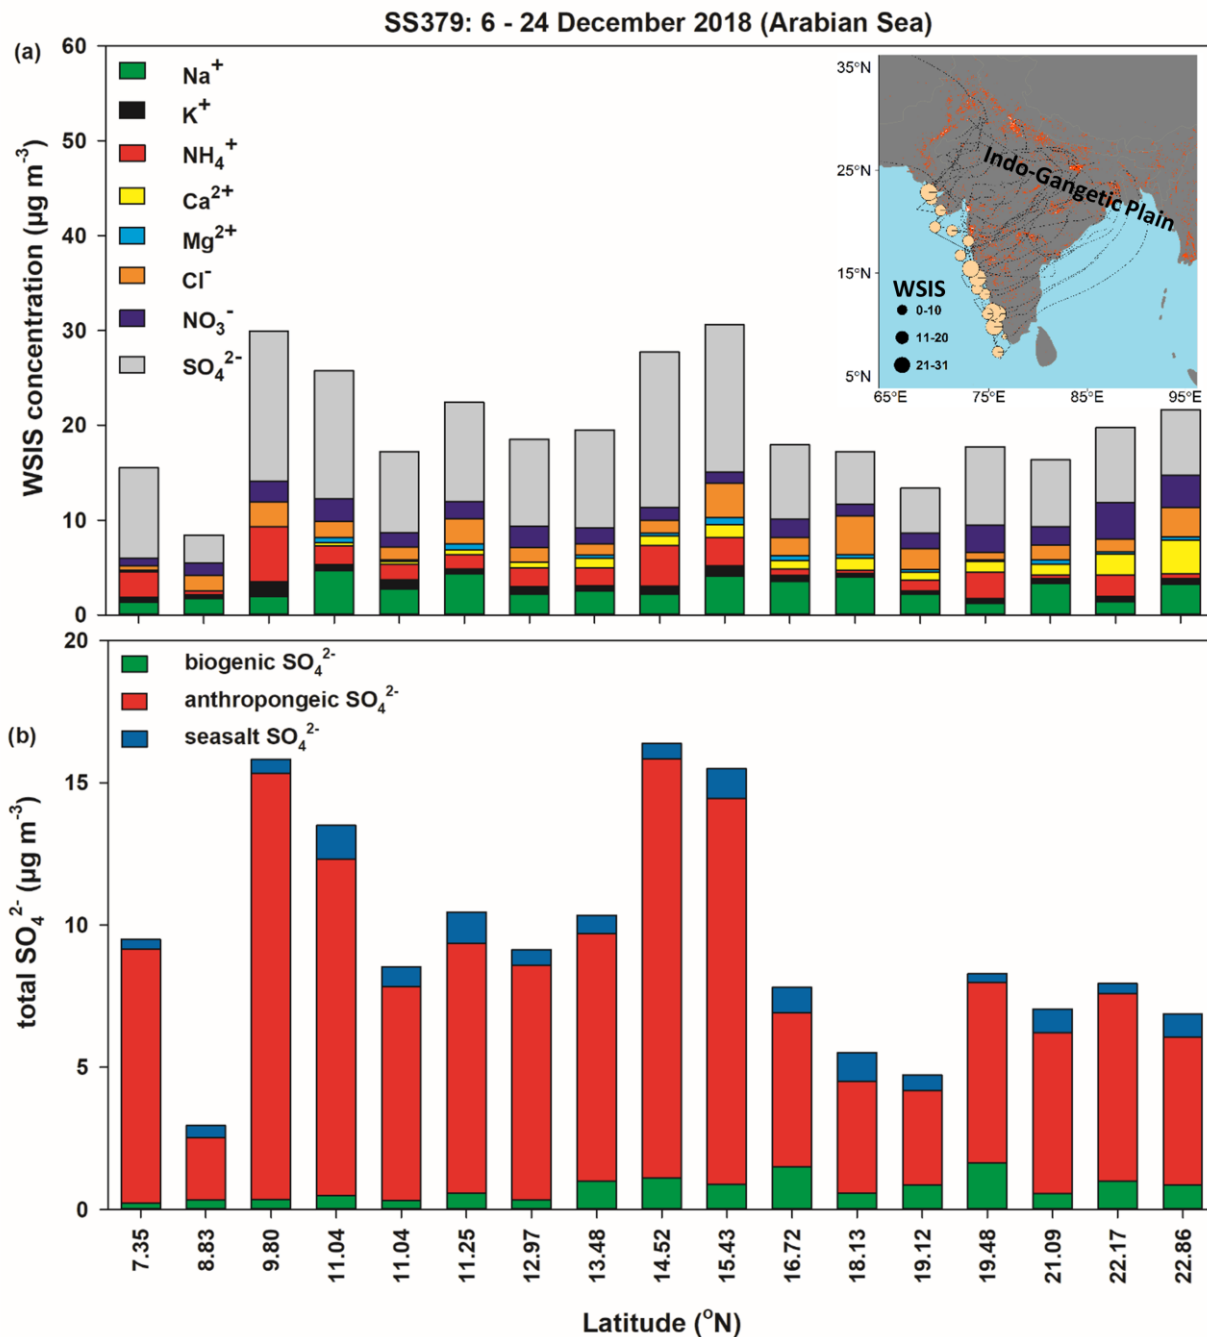 SS379: 6 - 24 December 2018 (Arabian Sea)
(a)
WSIS concentration (µg m⁻³)
60
50
40
30
20
10
0
Na⁺
K⁺
NH₄⁺
Ca²⁺
Mg²⁺
Cl⁻
NO₃⁻
SO₄²⁻
35°N
25°N
15°N
5°N
65°E
75°E
85°E
95°E
Indo-Gangetic Plain
WSIS
0-10
11-20
21-31
(b)
total SO₄²⁻ (µg m⁻³)
20
15
10
5
0
biogenic SO₄²⁻
anthropongeic SO₄²⁻
seasalt SO₄²⁻
7.35
8.83
9.80
11.04
11.04
11.25
12.97
13.48
14.52
15.43
16.72
18.13
19.12
19.48
21.09
22.17
22.86
Latitude (°N)